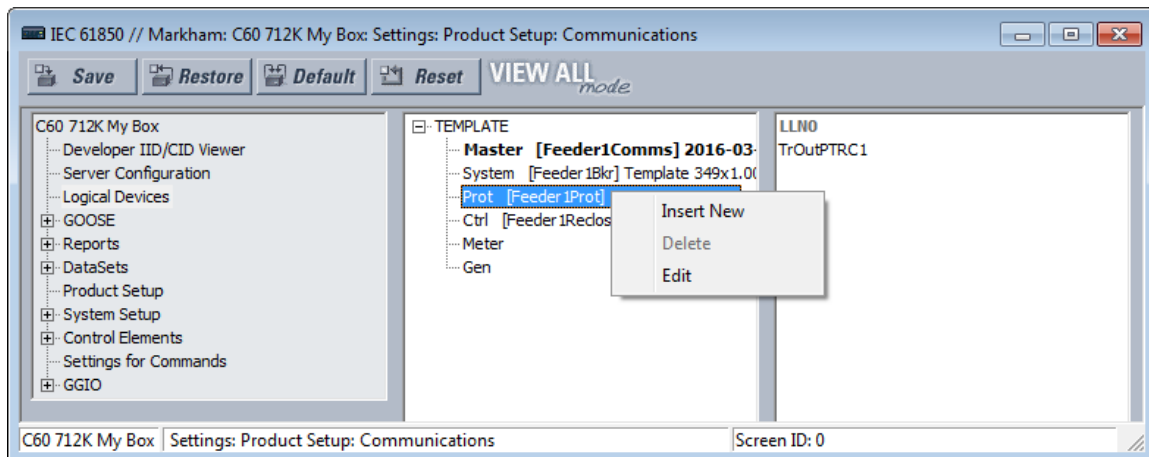 IEC 61850 // Markham: C60 712K My Box: Settings: Product Setup: Communications
Save Restore Default Reset VIEW ALL mode
C60 712K My Box
Developer IID/CID Viewer
Server Configuration
Logical Devices
GOOSE
Reports
DataSets
Product Setup
System Setup
Control Elements
Settings for Commands
GGIO
TEMPLATE
Master [Feeder1Comms] 2016-03-
System [Feeder1Bkr] Template 349x1.00
Prot [Feeder1Prot]
Ctrl [Feeder1Reclos
Meter
Gen
Insert New
Delete
Edit
LLN0
TrOutPTRC1
C60 712K My Box Settings: Product Setup: Communications Screen ID: 0